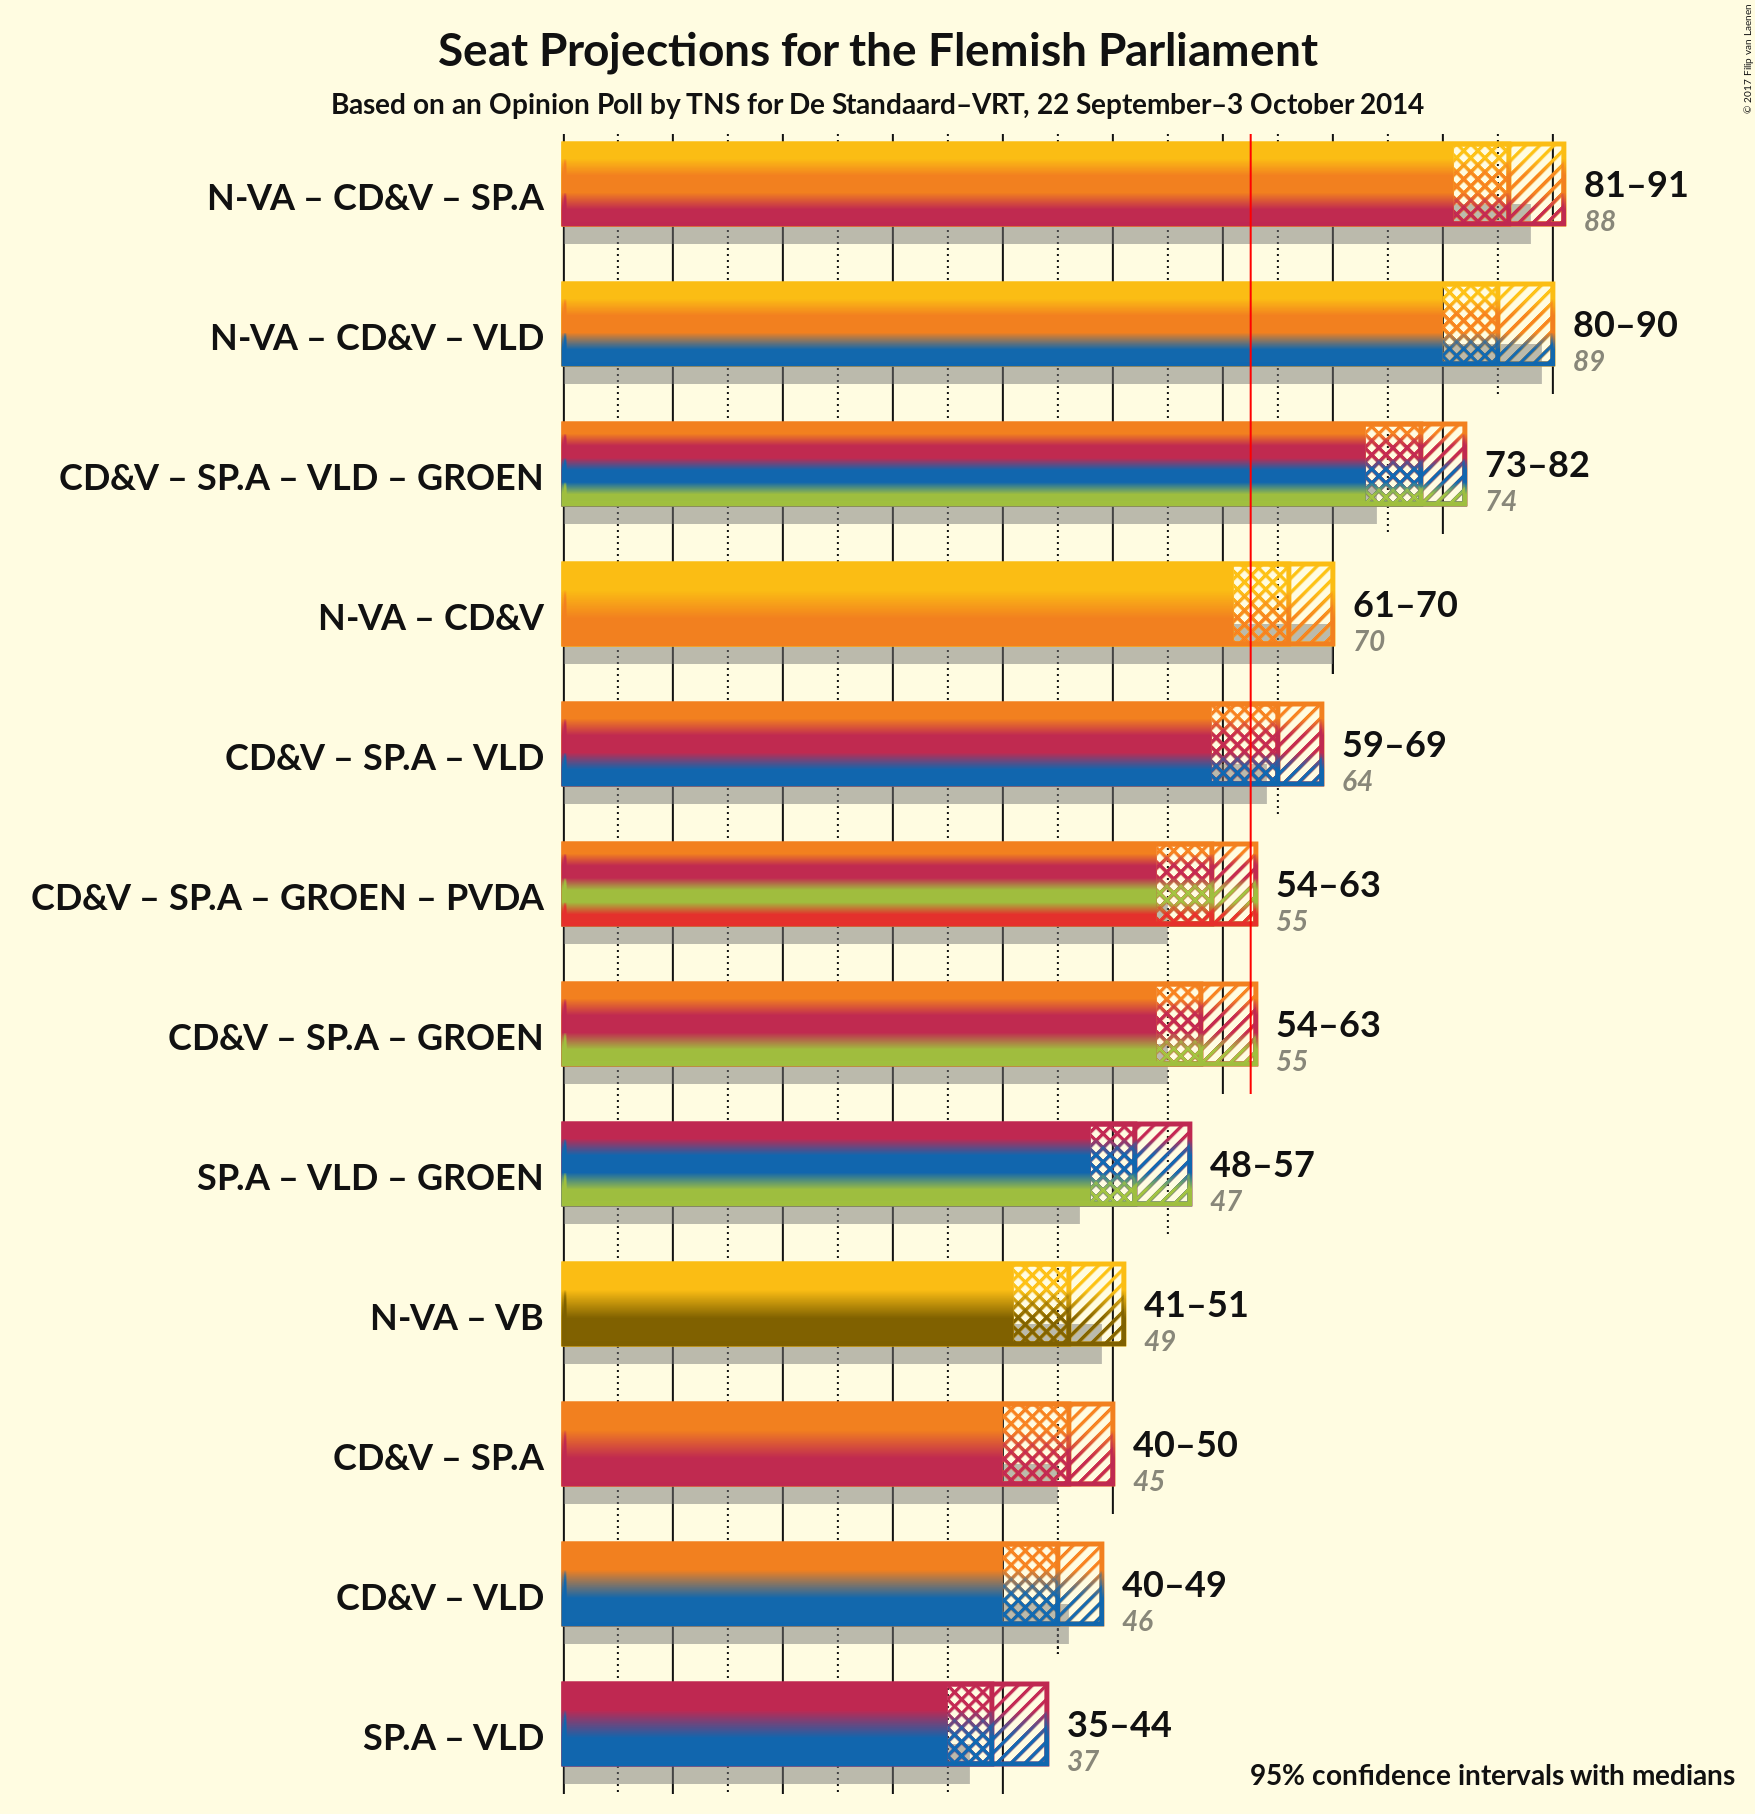 Seat Projections for the Flemish Parliament
Based on an Opinion Poll by TNS for De Standaard–VRT, 22 September–3 October 2014
© 2017 Filip van Laenen
N-VA – CD&V – SP.A
81–91
88
N-VA – CD&V – VLD
80–90
89
CD&V – SP.A – VLD – GROEN
73–82
74
N-VA – CD&V
61–70
70
CD&V – SP.A – VLD
59–69
64
CD&V – SP.A – GROEN – PVDA
54–63
55
CD&V – SP.A – GROEN
54–63
55
SP.A – VLD – GROEN
48–57
47
N-VA – VB
41–51
49
CD&V – SP.A
40–50
45
CD&V – VLD
40–49
46
SP.A – VLD
35–44
37
95% confidence intervals with medians